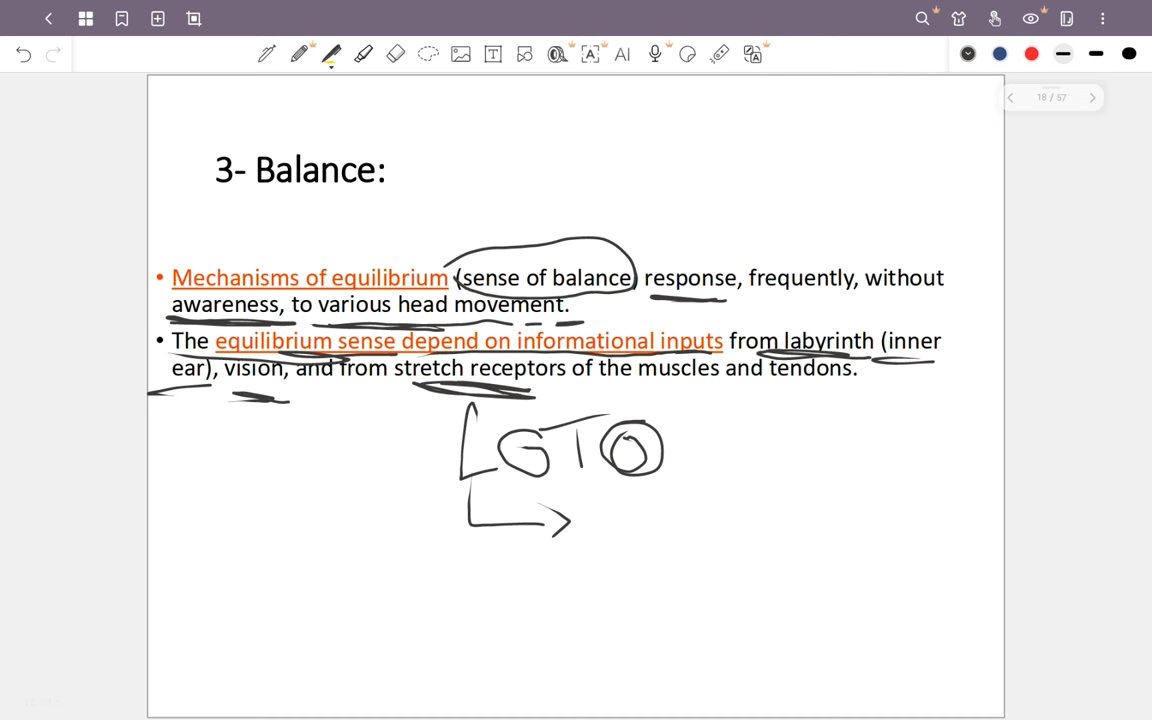 18 / 57
3- Balance:
• Mechanisms of equilibrium (sense of balance) response, frequently, without
awareness, to various head movement.
• The equilibrium sense depend on informational inputs from labyrinth (inner
ear), vision, and from stretch receptors of the muscles and tendons.
GTO